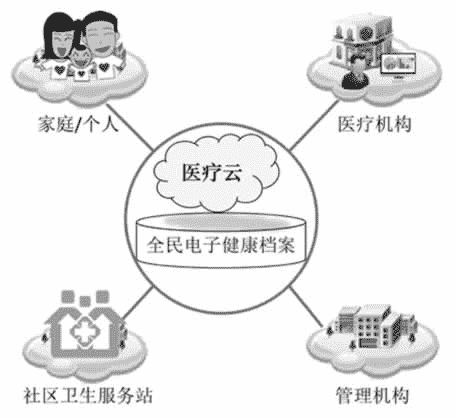 家庭/个人
医疗机构
医疗云
全民电子健康档案
社区卫生服务站
管理机构